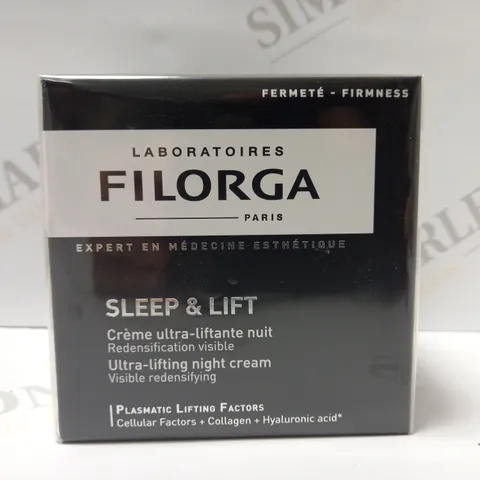 FERMETÉ - FIRMNESS
LABORATOIRES
FILORGA
PARIS
EXPERT EN MÉDECINE ESTHÉTIQUE
SLEEP & LIFT
Crème ultra-liftante nuit
Redensification visible
Ultra-lifting night cream
Visible redensifying
PLASMATIC LIFTING FACTORS
Cellular Factors + Collagen + Hyaluronic acid*